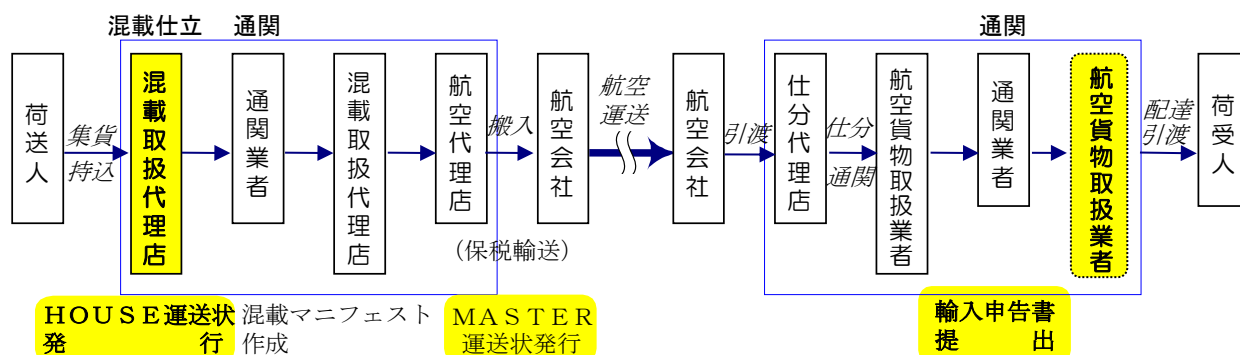 混載仕立 通関
通関
荷送人
集貨
持込
混載取扱代理店
通関業者
混載取扱代理店
航空代理店
搬入
航空会社
航空
運送
航空会社
引渡
仕分代理店
仕分
通関
航空貨物取扱業者
通関業者
航空貨物取扱業者
配達
引渡
荷受人
(保税輸送)
HOUSE運送状
発 行
混載マニフェスト
作成
MASTER
運送状発行
輸入申告書
提 出